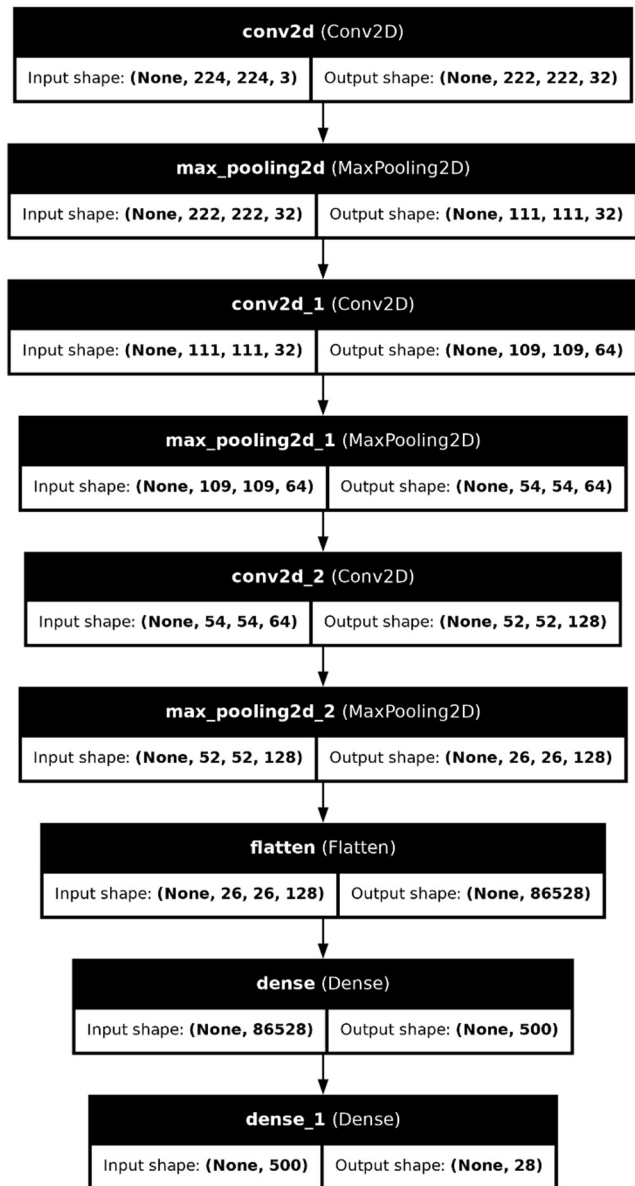 conv2d (Conv2D)
Input shape: (None, 224, 224, 3) Output shape: (None, 222, 222, 32)
max_pooling2d (MaxPooling2D)
Input shape: (None, 222, 222, 32) Output shape: (None, 111, 111, 32)
conv2d_1 (Conv2D)
Input shape: (None, 111, 111, 32) Output shape: (None, 109, 109, 64)
max_pooling2d_1 (MaxPooling2D)
Input shape: (None, 109, 109, 64) Output shape: (None, 54, 54, 64)
conv2d_2 (Conv2D)
Input shape: (None, 54, 54, 64) Output shape: (None, 52, 52, 128)
max_pooling2d_2 (MaxPooling2D)
Input shape: (None, 52, 52, 128) Output shape: (None, 26, 26, 128)
flatten (Flatten)
Input shape: (None, 26, 26, 128) Output shape: (None, 86528)
dense (Dense)
Input shape: (None, 86528) Output shape: (None, 500)
dense_1 (Dense)
Input shape: (None, 500) Output shape: (None, 28)